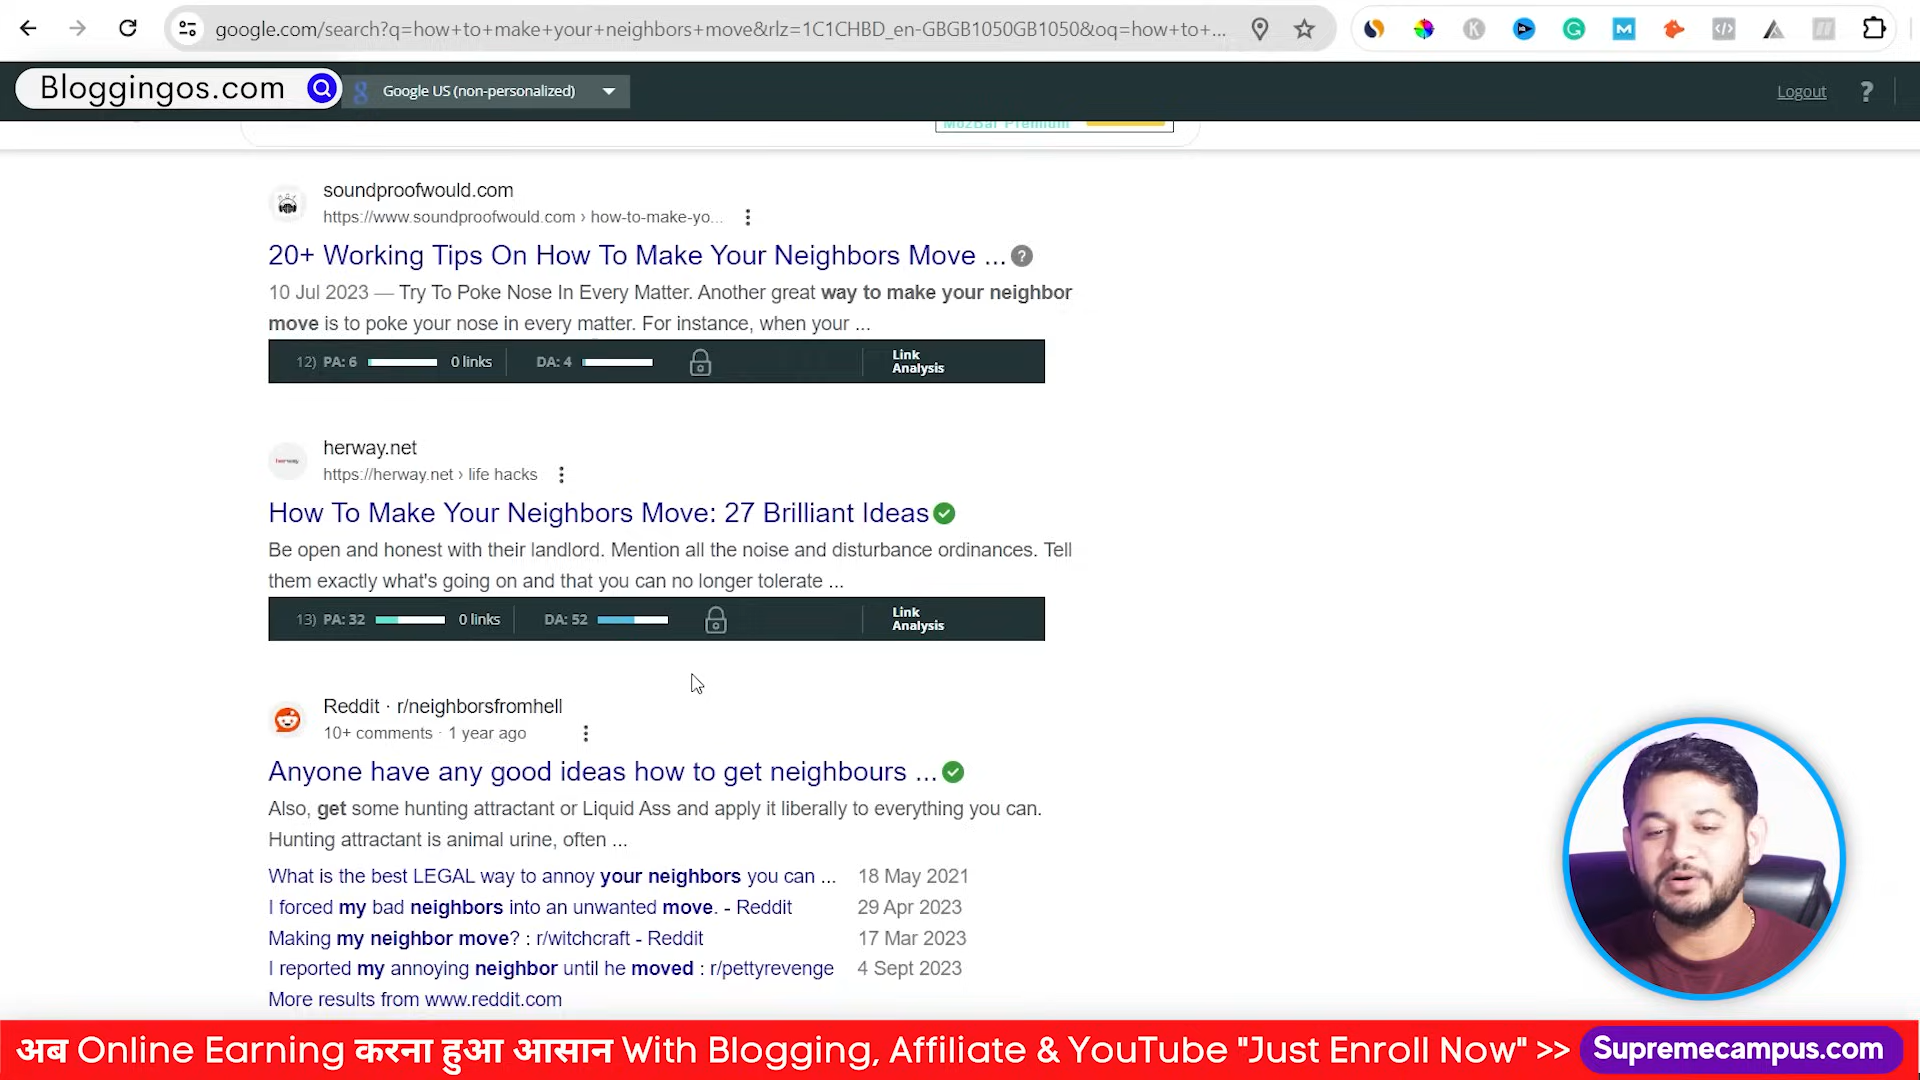 google.com/search?q=how+to+make+your+neighbors+move&rlz=1C1CHBD_en-GBGB1050GB1050&oq=how+to+...
Bloggingos.com
Google US (non-personalized)
Logout
?
MozBar Premium
soundproofwould.com
https://www.soundproofwould.com › how-to-make-yo...
20+ Working Tips On How To Make Your Neighbors Move ...
10 Jul 2023 — Try To Poke Nose In Every Matter. Another great way to make your neighbor
move is to poke your nose in every matter. For instance, when your ...
12) PA: 6 0 links DA: 4 Link Analysis
herway.net
https://herway.net › life hacks
How To Make Your Neighbors Move: 27 Brilliant Ideas
Be open and honest with their landlord. Mention all the noise and disturbance ordinances. Tell
them exactly what's going on and that you can no longer tolerate ...
13) PA: 32 0 links DA: 52 Link Analysis
Reddit · r/neighborsfromhell
10+ comments · 1 year ago
Anyone have any good ideas how to get neighbours ...
Also, get some hunting attractant or Liquid Ass and apply it liberally to everything you can.
Hunting attractant is animal urine, often ...
What is the best LEGAL way to annoy your neighbors you can ... 18 May 2021
I forced my bad neighbors into an unwanted move. - Reddit 29 Apr 2023
Making my neighbor move? : r/witchcraft - Reddit 17 Mar 2023
I reported my annoying neighbor until he moved : r/pettyrevenge 4 Sept 2023
More results from www.reddit.com
अब Online Earning करना हुआ आसान With Blogging, Affiliate & YouTube "Just Enroll Now" >> Supremecampus.com